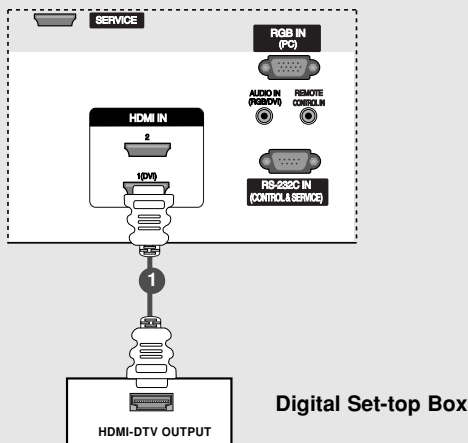 SERVICE
RGB IN
(PC)
AUDIO IN
(RGB/DVI)
REMOTE
CONTROL IN
HDMI IN
2
1(DVI)
RS-232C IN
(CONTROL & SERVICE)
1
Digital Set-top Box
HDMI-DTV OUTPUT